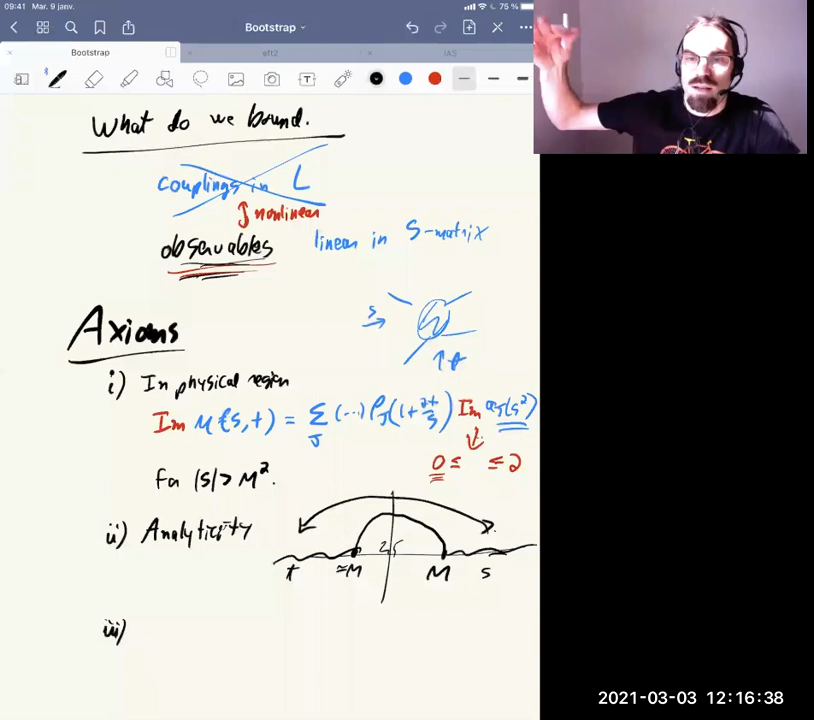 09:41 Mar. 9 janv.
75 %
Bootstrap
Bootstrap
eft2
IAS
What do we bound.
couplings in L
nonlinear
observables linear in S-matrix
Axioms
s
t
i) In physical region
Im M(s,t) = Σ_J (...) P_J(1+2t/s) Im a_J(s²)
0 ≤ ≤ 2
For |s| > M².
ii) Analyticity
t -M M s
iii)
2021-03-03 12:16:38